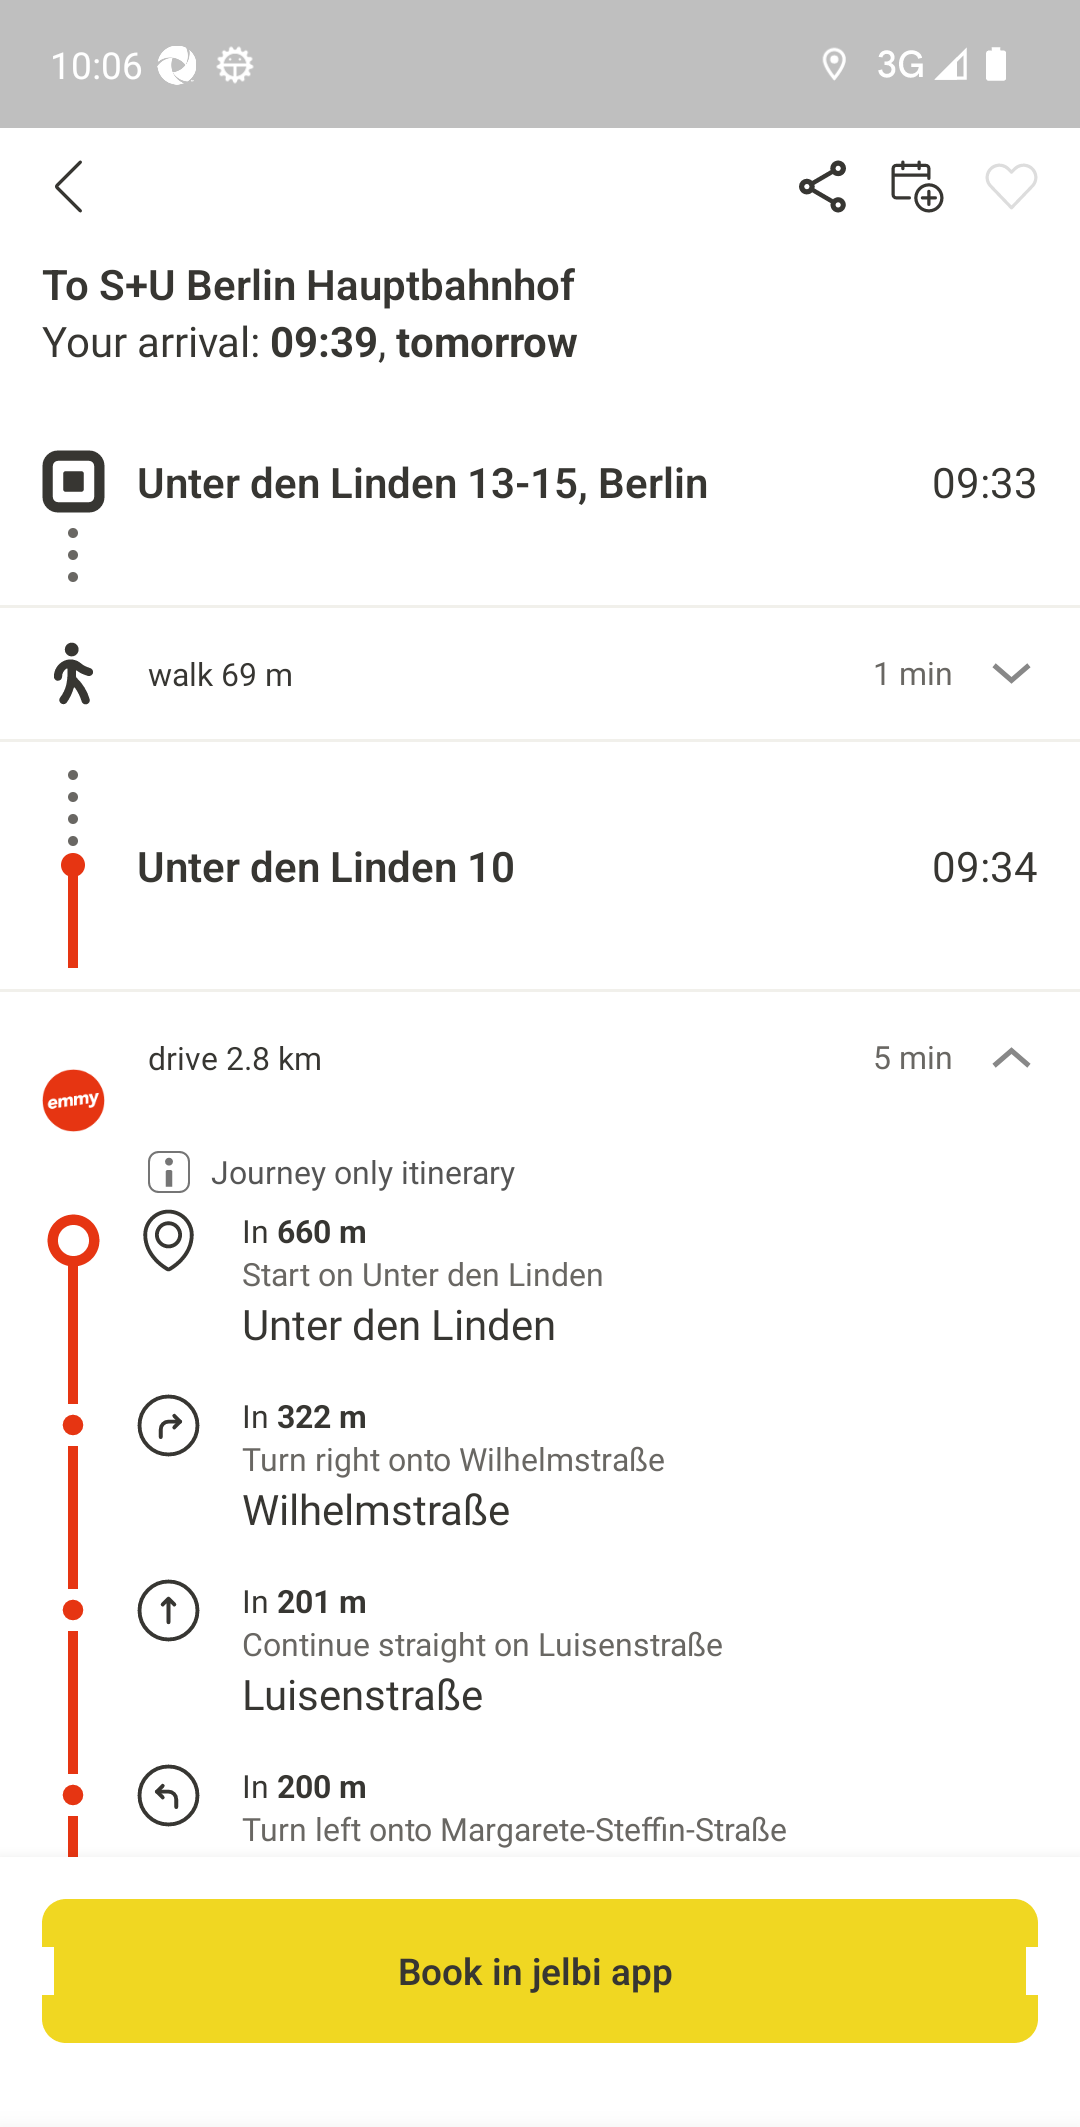 10:06
3G
To S+U Berlin Hauptbahnhof
Your arrival: 09:39, tomorrow
Unter den Linden 13-15, Berlin 09:33
walk 69 m 1 min
Unter den Linden 10 09:34
drive 2.8 km 5 min
emmy
Journey only itinerary
In 660 m
Start on Unter den Linden
Unter den Linden
In 322 m
Turn right onto Wilhelmstraße
Wilhelmstraße
In 201 m
Continue straight on Luisenstraße
Luisenstraße
In 200 m
Turn left onto Margarete-Steffin-Straße
Book in jelbi app